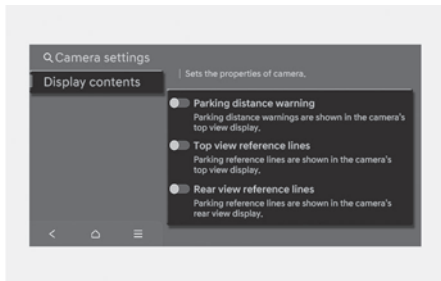 Camera settings
Display contents
Sets the properties of camera.
Parking distance warning
Parking distance warnings are shown in the camera's
top view display.
Top view reference lines
Parking reference lines are shown in the camera's
top view display.
Rear view reference lines
Parking reference lines are shown in the camera's
rear view display.